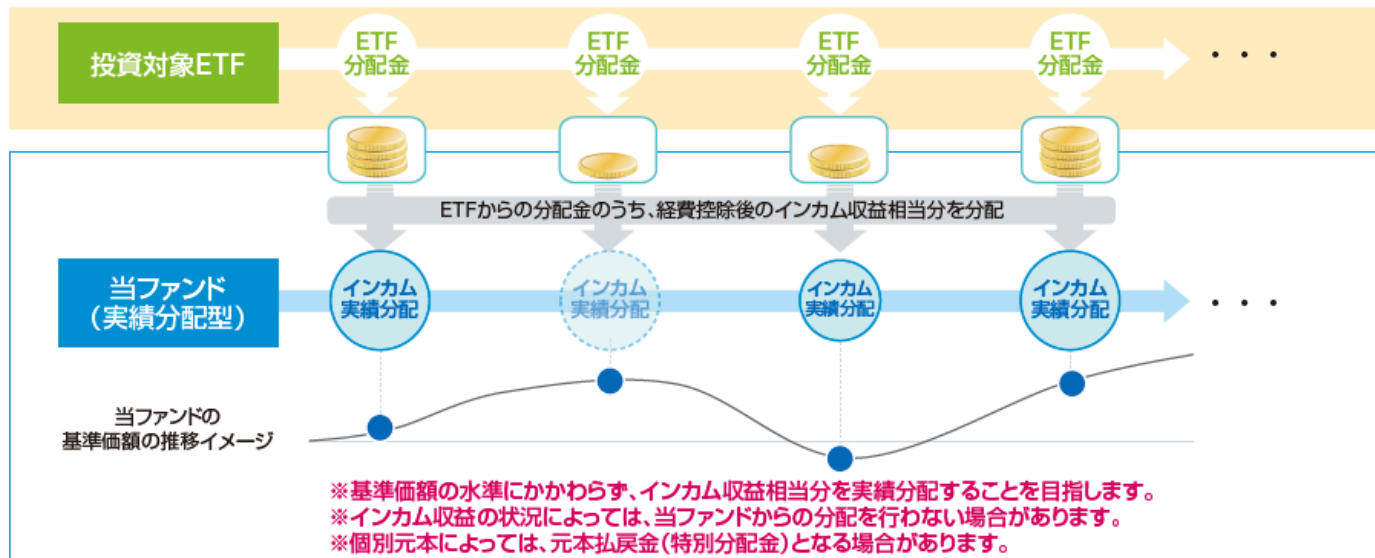 投資対象ETF
ETF
分配金
ETF
分配金
ETF
分配金
ETF
分配金
・・・
ETFからの分配金のうち、経費控除後のインカム収益相当分を分配
当ファンド
（実績分配型）
インカム
実績分配
インカム
実績分配
インカム
実績分配
インカム
実績分配
・・・
当ファンドの
基準価額の推移イメージ
※基準価額の水準にかかわらず、インカム収益相当分を実績分配することを目指します。
※インカム収益の状況によっては、当ファンドからの分配を行わない場合があります。
※個別元本によっては、元本払戻金（特別分配金）となる場合があります。